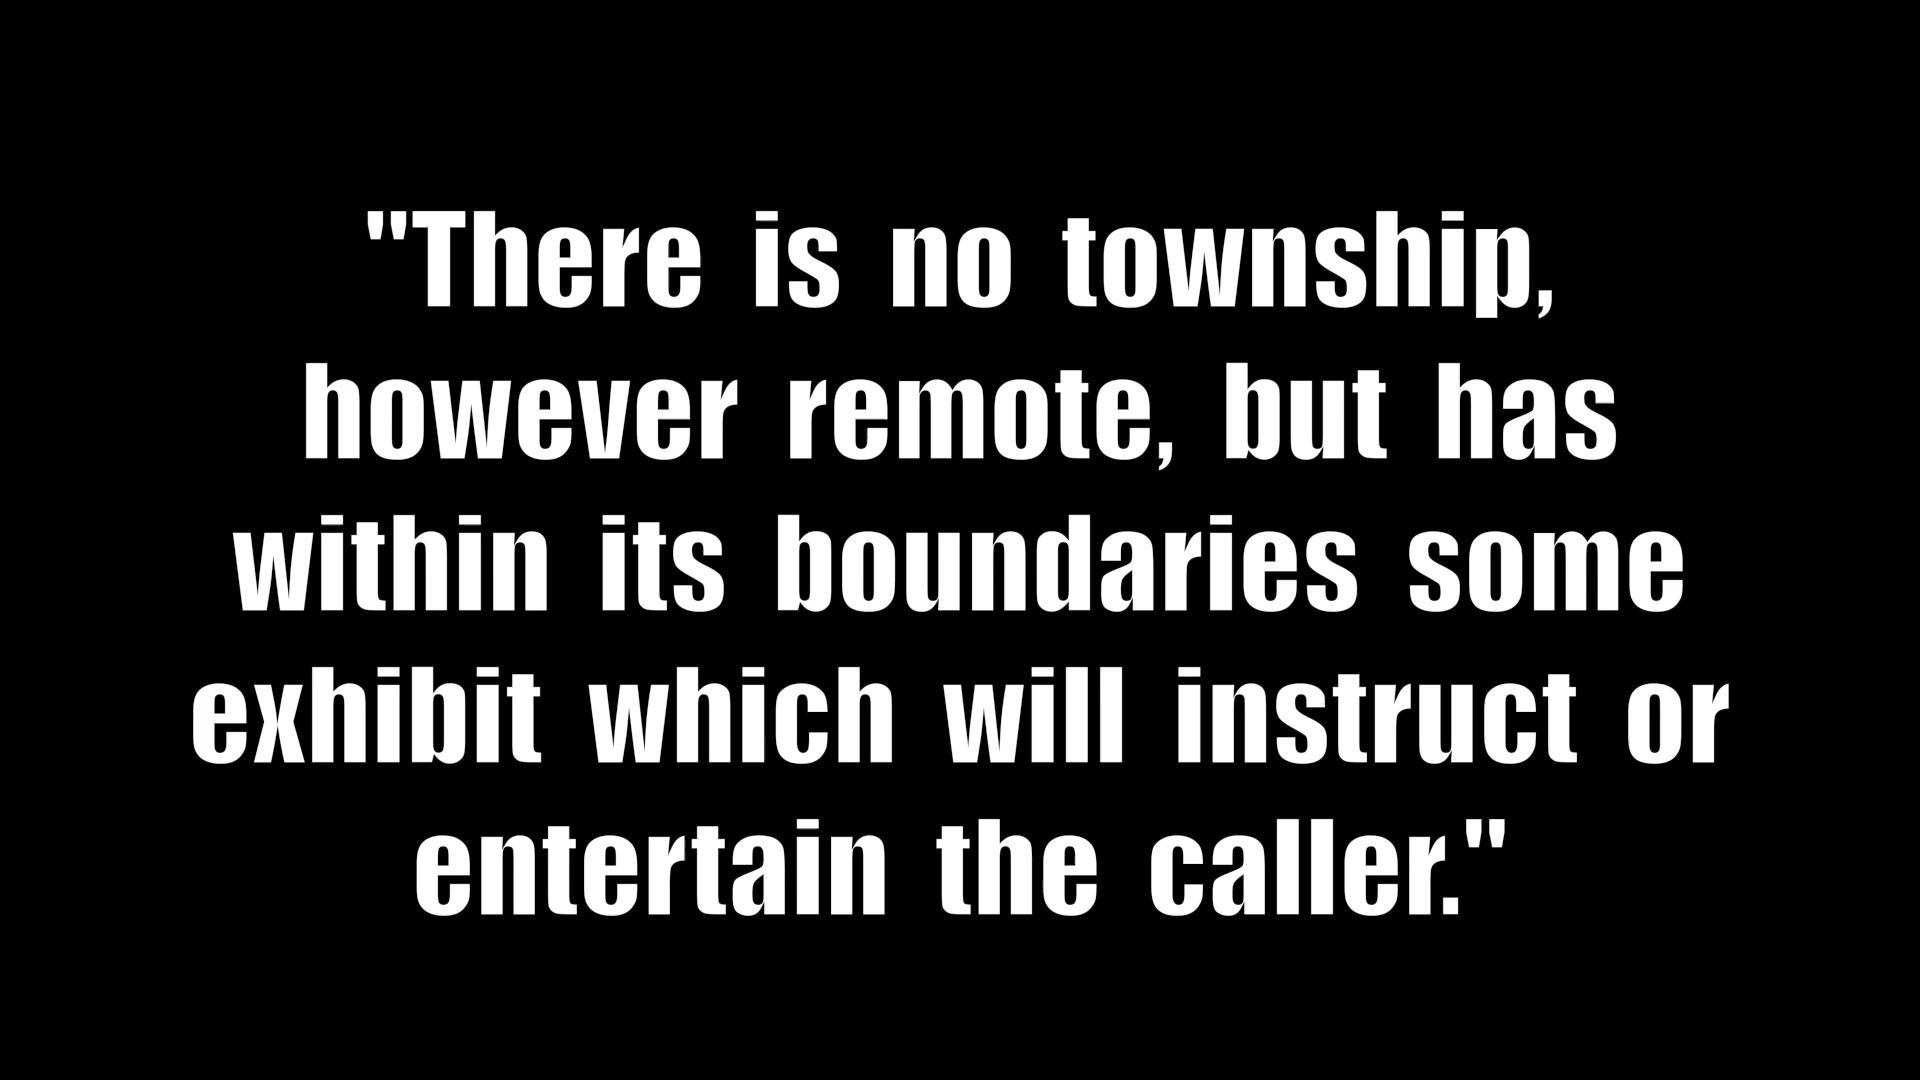 "There is no township,
however remote, but has
within its boundaries some
exhibit which will instruct or
entertain the caller."